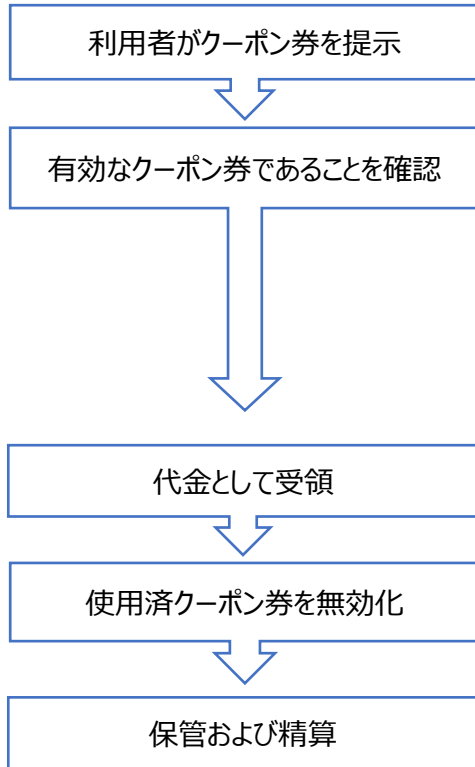 利用者がクーポン券を提示
有効なクーポン券であることを確認
代金として受領
使用済クーポン券を無効化
保管および精算